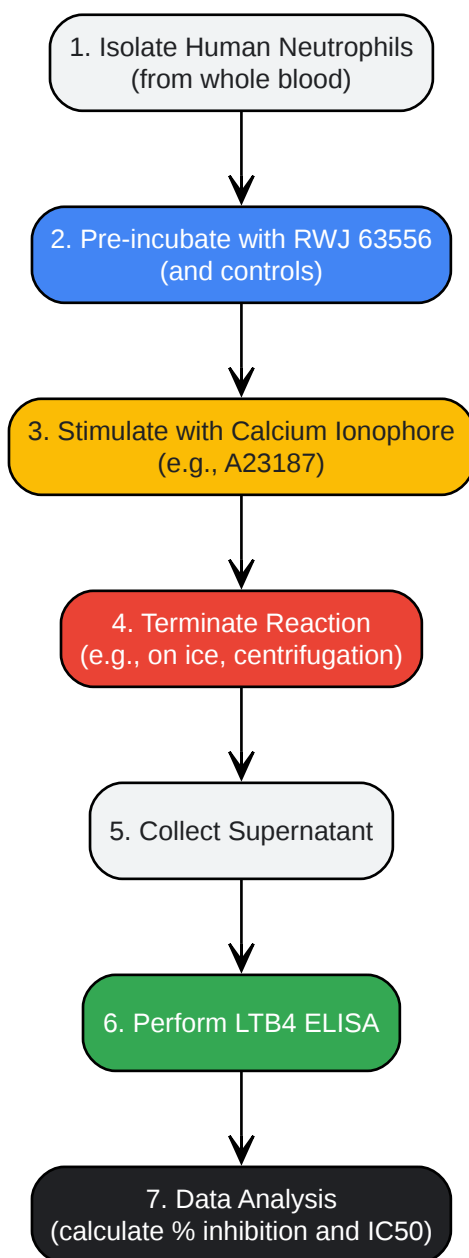 1. Isolate Human Neutrophils
(from whole blood)
2. Pre-incubate with RWJ 63556
(and controls)
3. Stimulate with Calcium Ionophore
(e.g., A23187)
4. Terminate Reaction
(e.g., on ice, centrifugation)
5. Collect Supernatant
6. Perform LTB4 ELISA
7. Data Analysis
(calculate % inhibition and IC50)